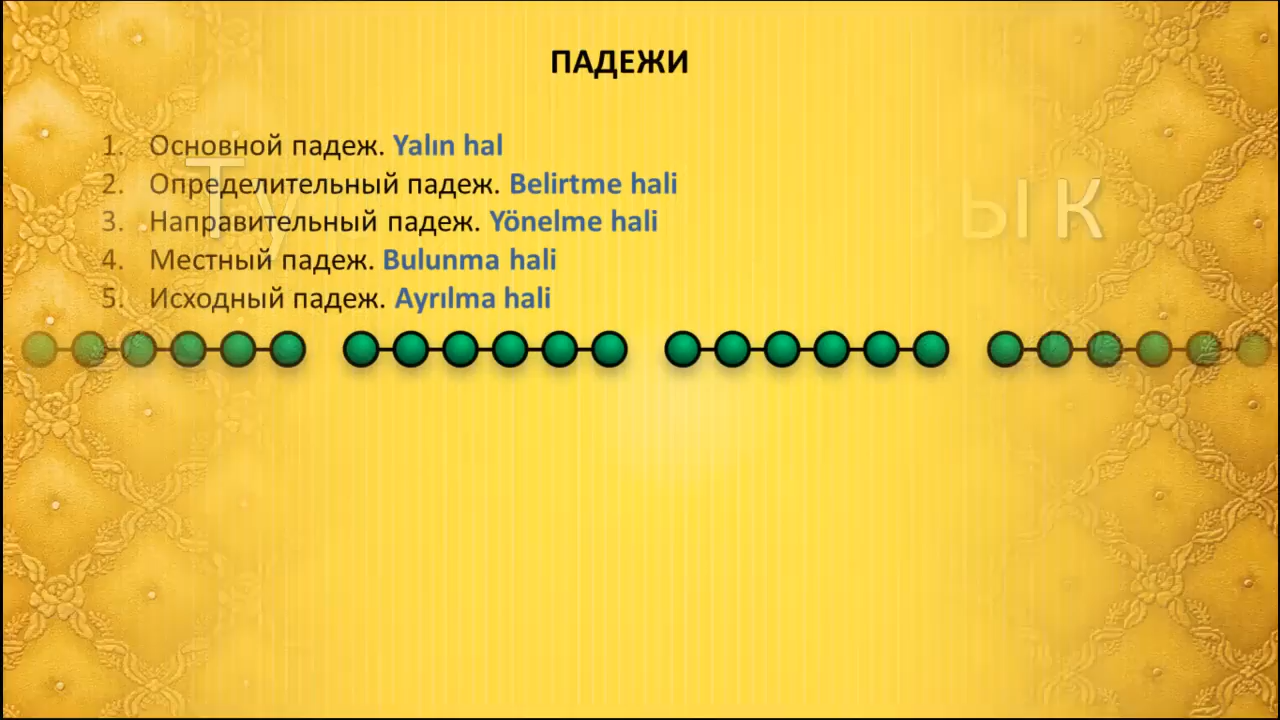 ПАДЕЖИ
1. Основной падеж. Yalın hal
2. Определительный падеж. Belirtme hali
3. Направительный падеж. Yönelme hali
4. Местный падеж. Bulunma hali
5. Исходный падеж. Ayrılma hali